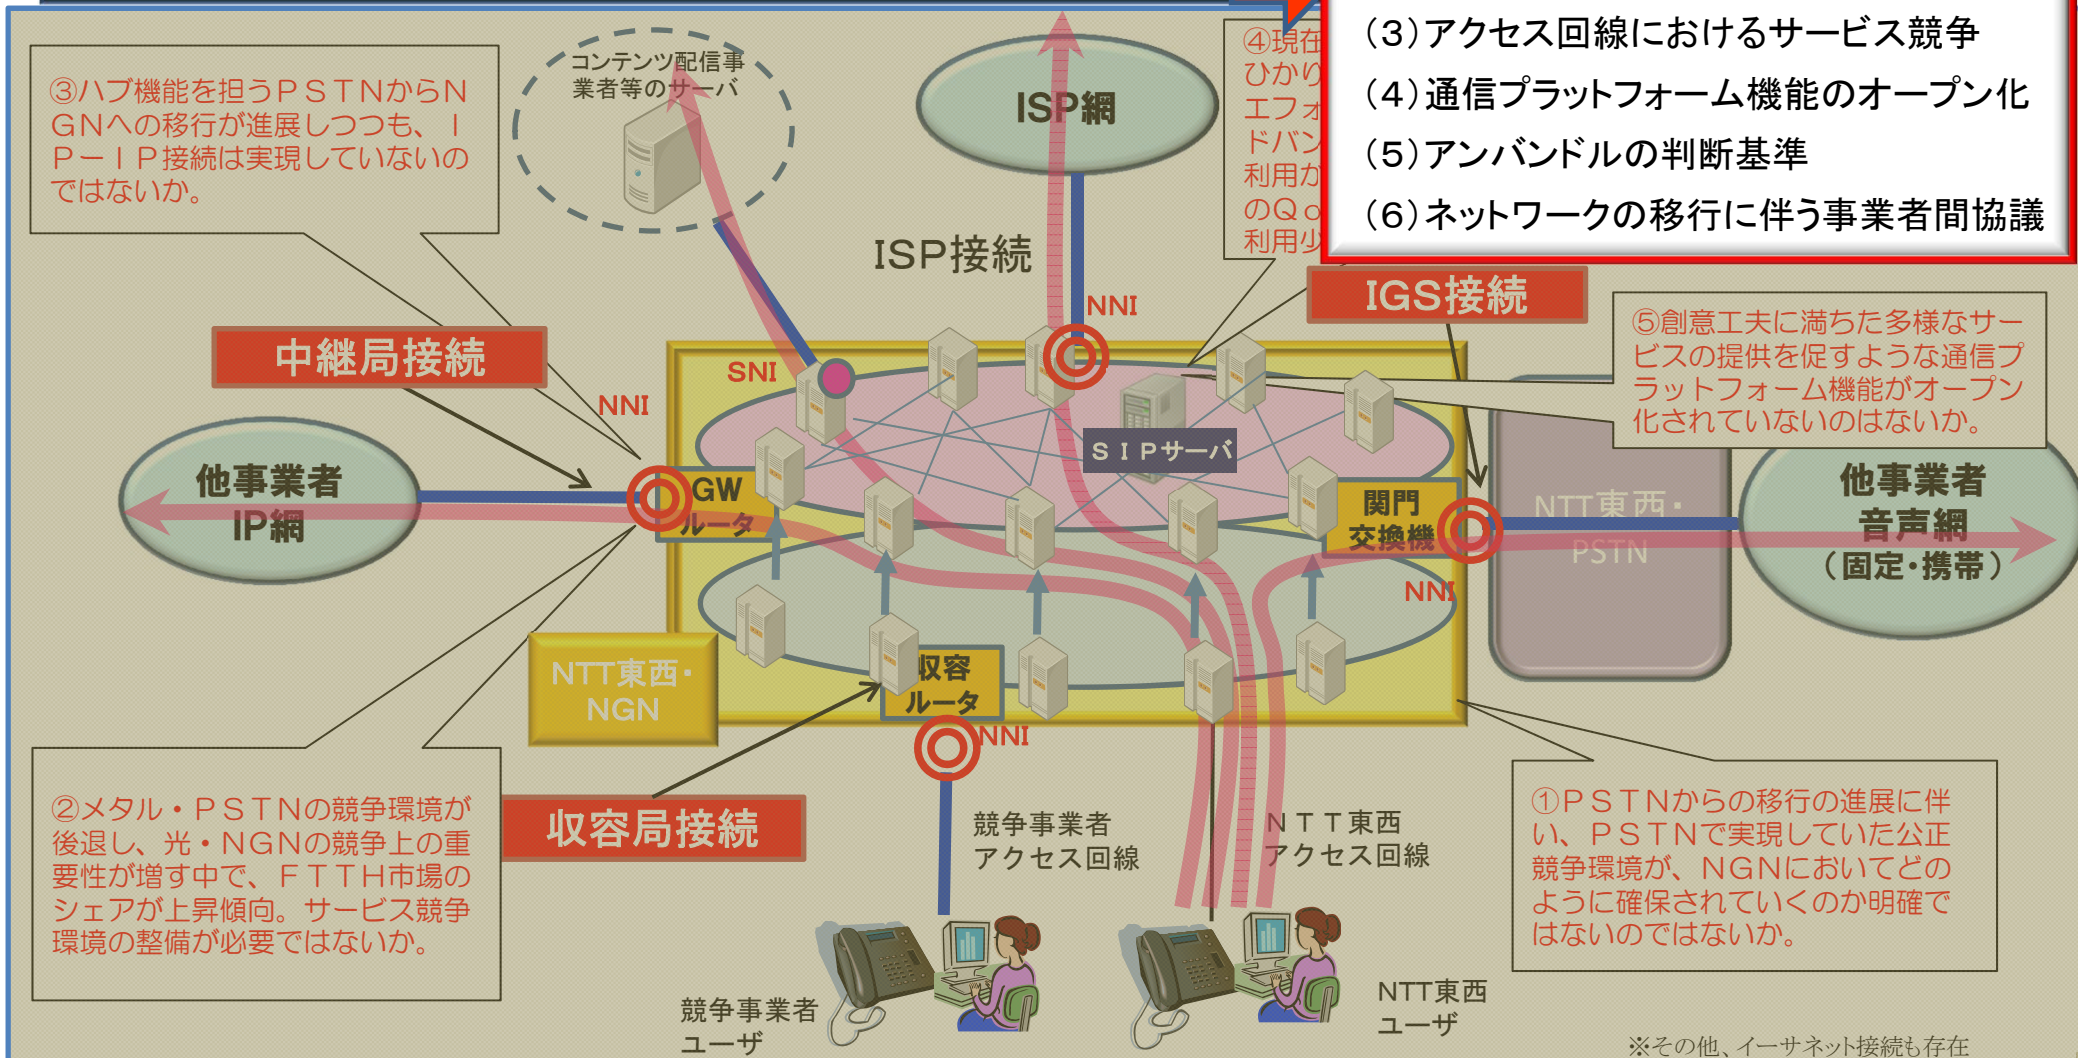 (3)アクセス回線におけるサービス競争
(4)通信プラットフォーム機能のオープン化
(5)アンバンドルの判断基準
(6)ネットワークの移行に伴う事業者間協議
③ハブ機能を担うPSTNからN
GNへの移行が進展しつつも、I
P-IP接続は実現していないの
ではないか。
コンテンツ配信事
業者等のサーバ
ISP網
④現在
ひかり
エフォ
ドバン
利用が
のQo
利用少
ISP接続
NNI
IGS接続
⑤創意工夫に満ちた多様なサー
ビスの提供を促すような通信プ
ラットフォーム機能がオープン
化されていないのはないか。
中継局接続
SNI
NNI
SIPサーバ
他事業者
IP網
GW
ルータ
関門
交換機
NNI
NTT東西・
PSTN
他事業者
音声網
(固定・携帯)
NTT東西・
NGN
収容
ルータ
NNI
②メタル・PSTNの競争環境が
後退し、光・NGNの競争上の重
要性が増す中で、FTTH市場の
シェアが上昇傾向。サービス競争
環境の整備が必要ではないか。
収容局接続
競争事業者
アクセス回線
NTT東西
アクセス回線
①PSTNからの移行の進展に伴
い、PSTNで実現していた公正
競争環境が、NGNにおいてどの
ように確保されていくのか明確で
はないのではないか。
競争事業者
ユーザ
NTT東西
ユーザ
※その他、イーサネット接続も存在